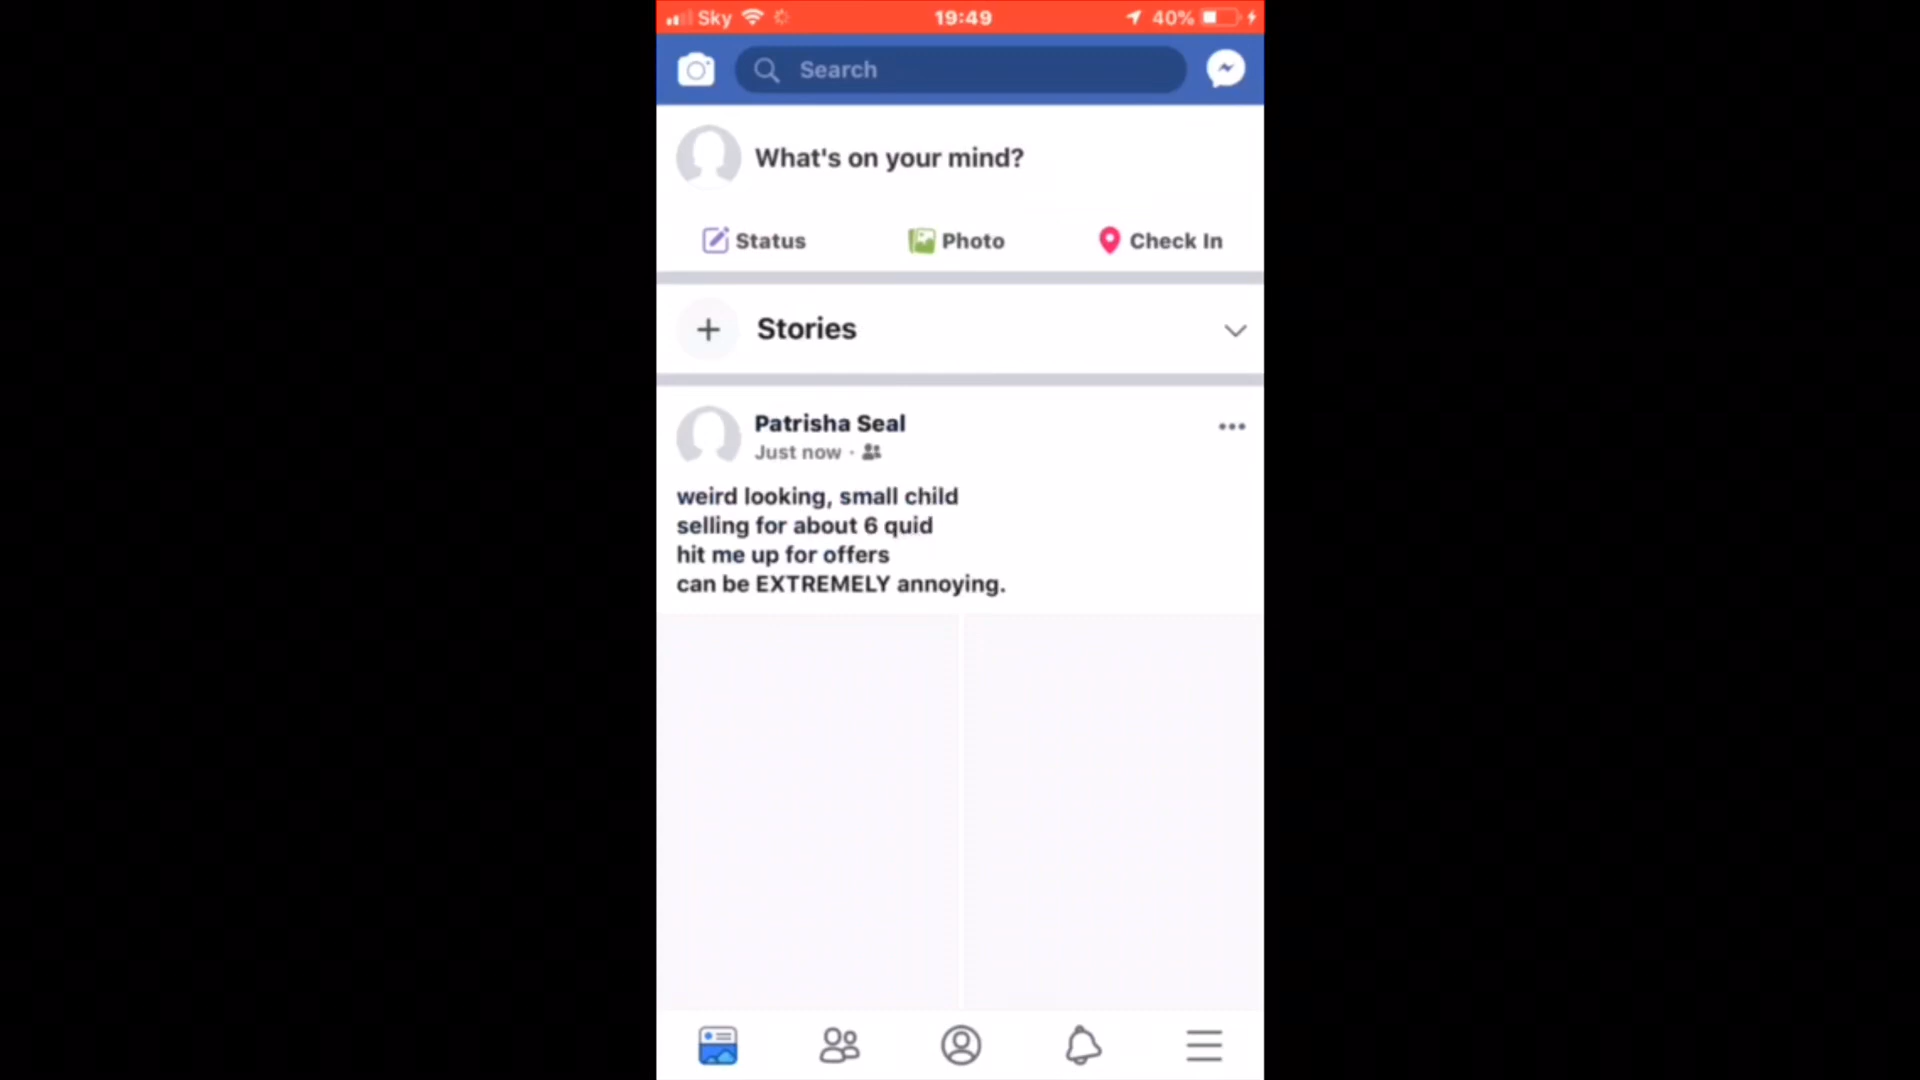 Sky 19:49 40%
Search
What's on your mind?
Status Photo Check In
Stories
Patrisha Seal
Just now ·
weird looking, small child
selling for about 6 quid
hit me up for offers
can be EXTREMELY annoying.